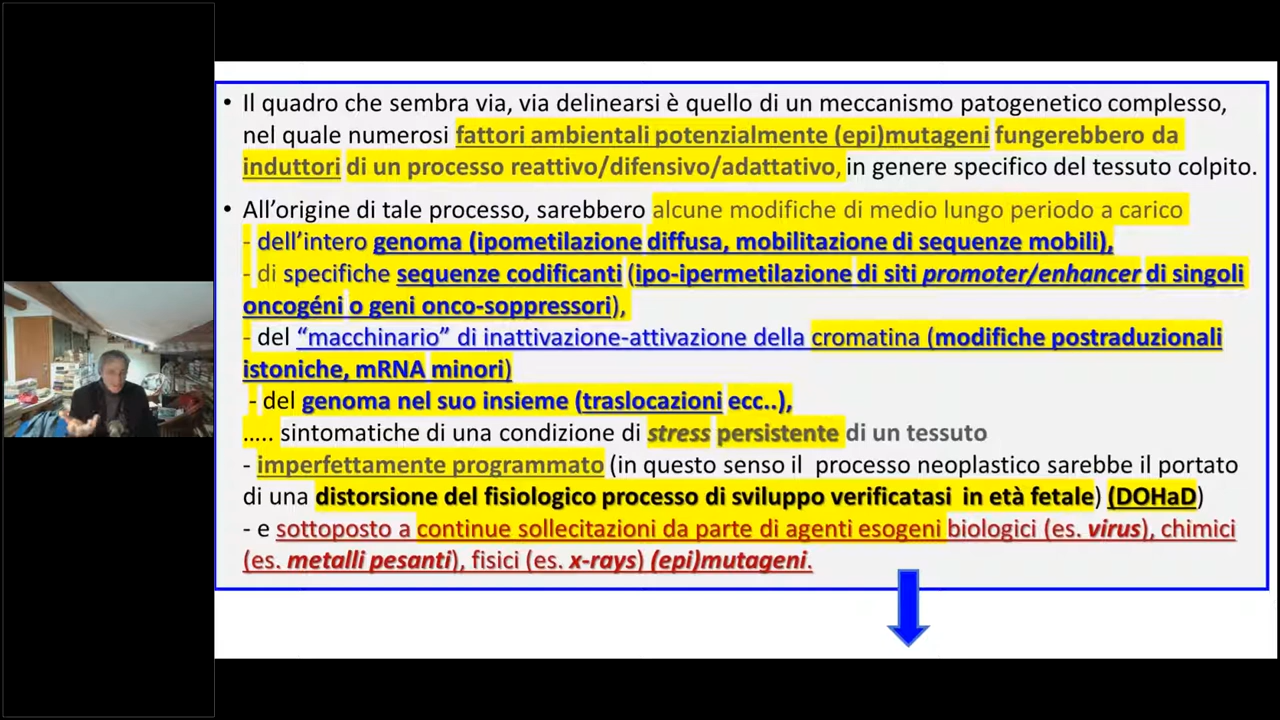 • Il quadro che sembra via, via delinearsi è quello di un meccanismo patogenetico complesso,
nel quale numerosi fattori ambientali potenzialmente (epi)mutageni fungerebbero da
induttori di un processo reattivo/difensivo/adattativo, in genere specifico del tessuto colpito.
• All'origine di tale processo, sarebbero alcune modifiche di medio lungo periodo a carico
- dell'intero genoma (ipometilazione diffusa, mobilitazione di sequenze mobili),
- di specifiche sequenze codificanti (ipo-ipermetilazione di siti promoter/enhancer di singoli
oncogéni o geni onco-soppressori),
- del “macchinario” di inattivazione-attivazione della cromatina (modifiche postraduzionali
istoniche, mRNA minori)
- del genoma nel suo insieme (traslocazioni ecc..),
..... sintomatiche di una condizione di stress persistente di un tessuto
- imperfettamente programmato (in questo senso il processo neoplastico sarebbe il portato
di una distorsione del fisiologico processo di sviluppo verificatasi in età fetale) (DOHaD)
- e sottoposto a continue sollecitazioni da parte di agenti esogeni biologici (es. virus), chimici
(es. metalli pesanti), fisici (es. x-rays) (epi)mutageni.